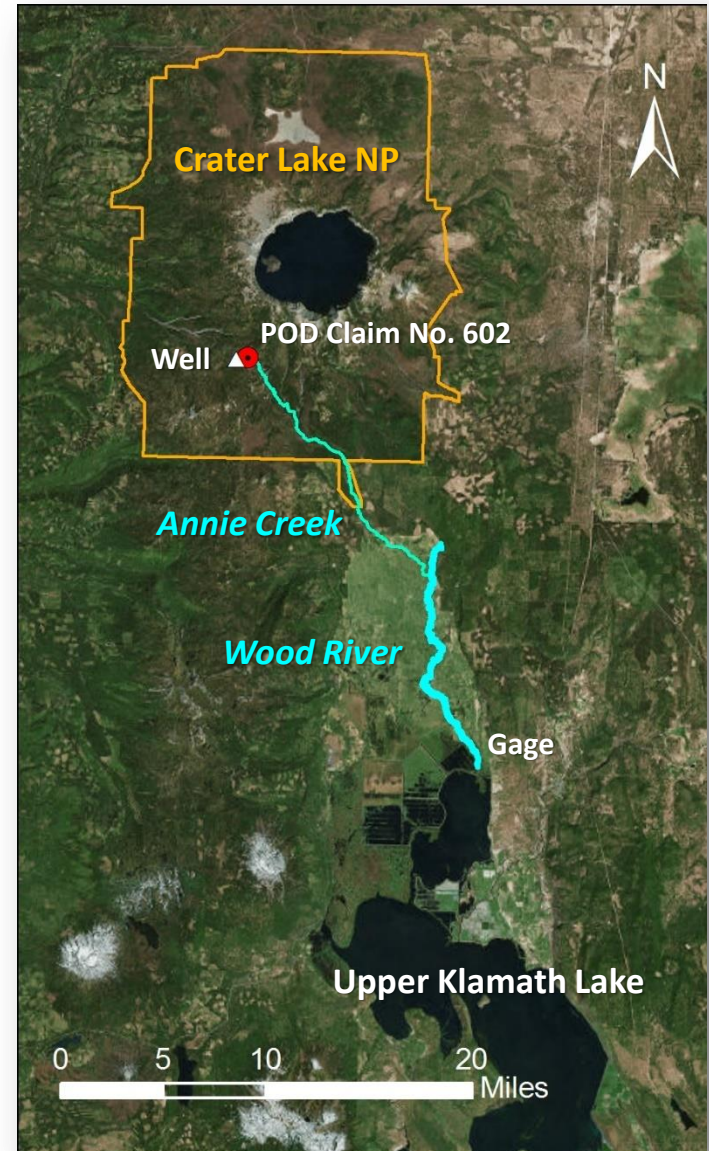 N
Crater Lake NP
POD Claim No. 602
Well
Annie Creek
Wood River
Gage
Upper Klamath Lake
0 5 10 20
Miles